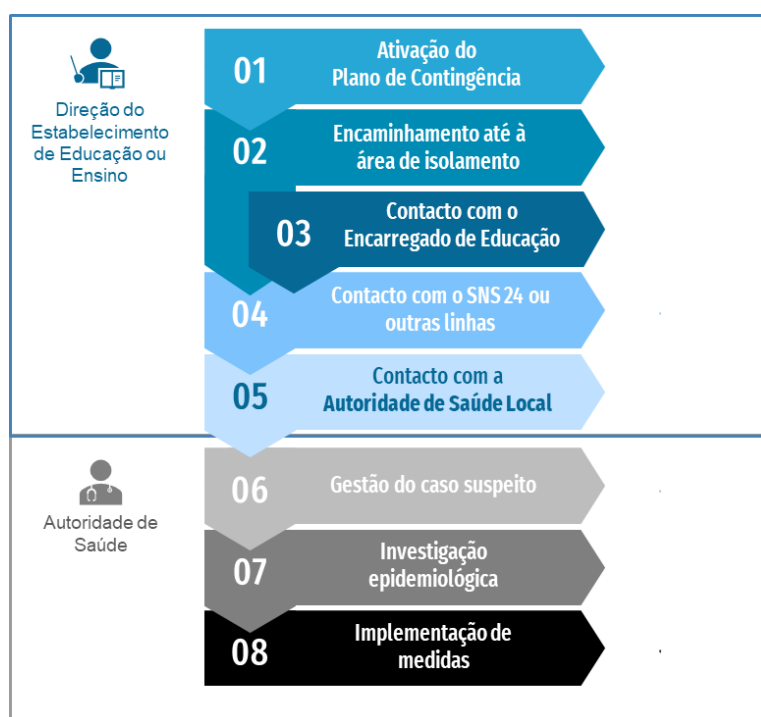 Direção do
Estabelecimento
de Educação ou
Ensino
01
Ativação do
Plano de Contingência
02
Encaminhamento até à
área de isolamento
03
Contacto com o
Encarregado de Educação
04
Contacto com o SNS 24 ou
outras linhas
05
Contacto com a
Autoridade de Saúde Local
Autoridade de
Saúde
06
Gestão do caso suspeito
07
Investigação
epidemiológica
08
Implementação de
medidas